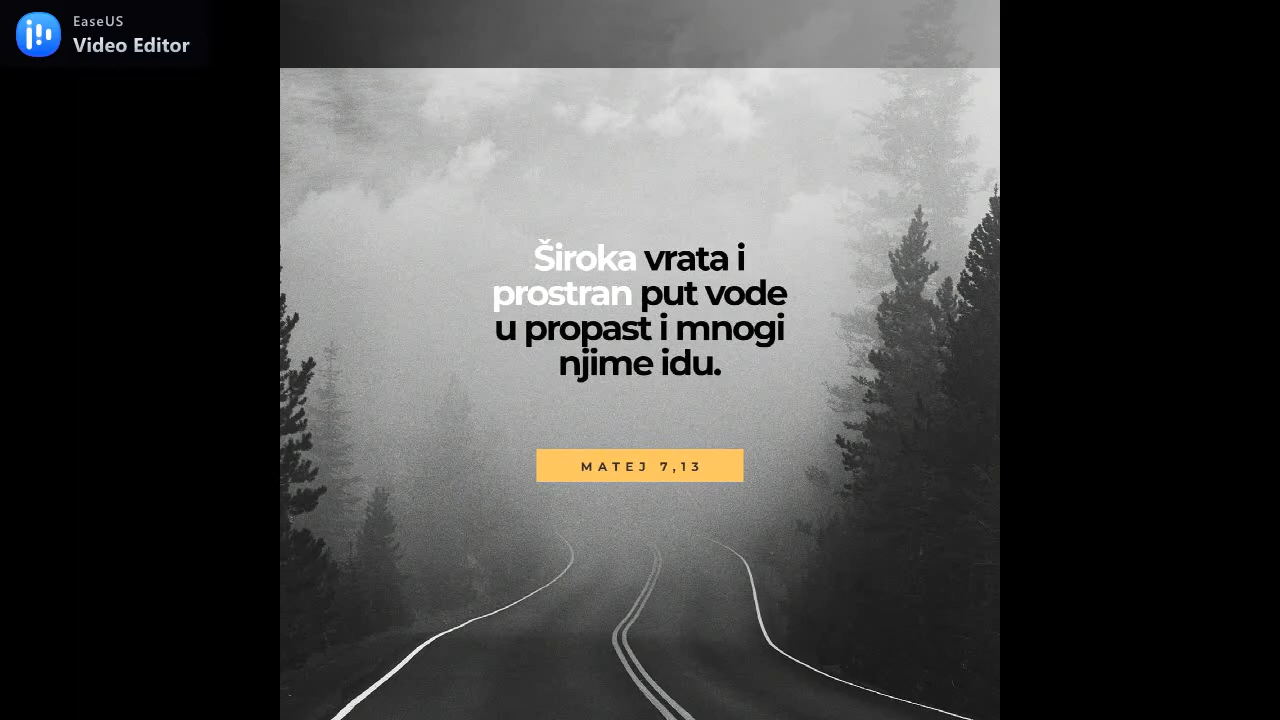 EaseUS
Video Editor
Široka vrata i
prostran put vode
u propast i mnogi
njime idu.
MATEJ 7,13